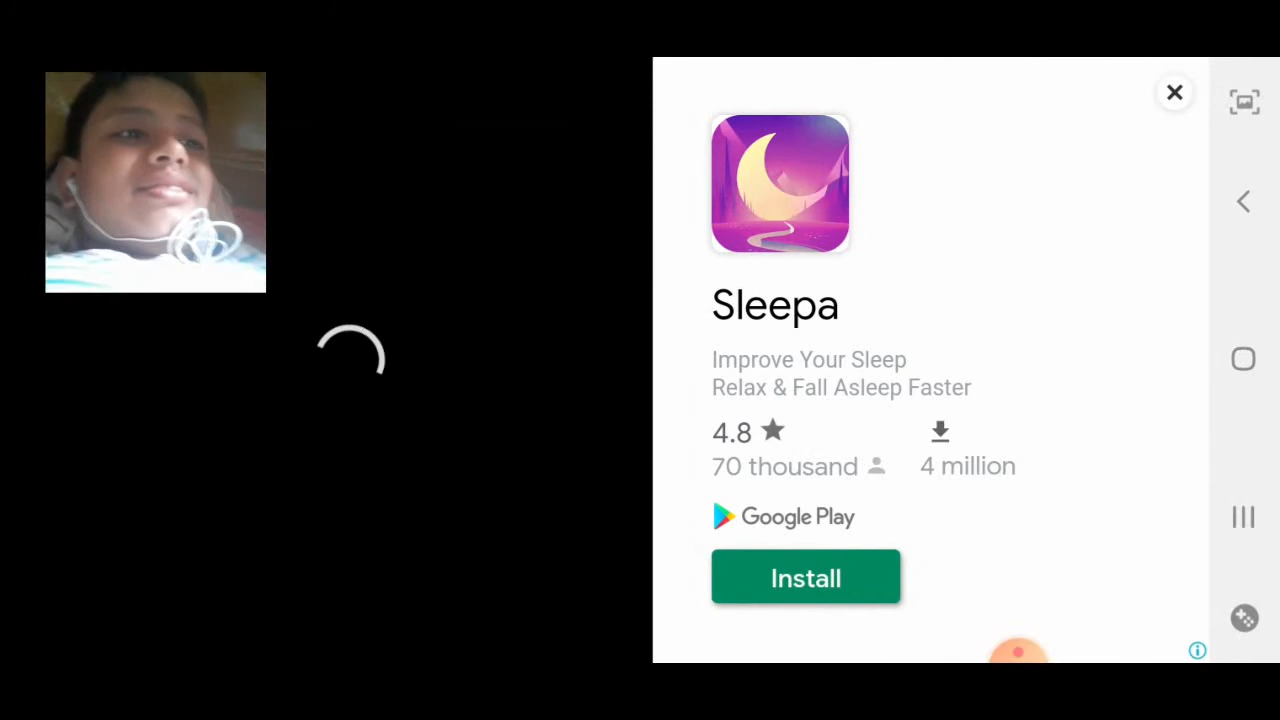 Sleepa
Improve Your Sleep
Relax & Fall Asleep Faster
4.8
70 thousand
4 million
Google Play
Install